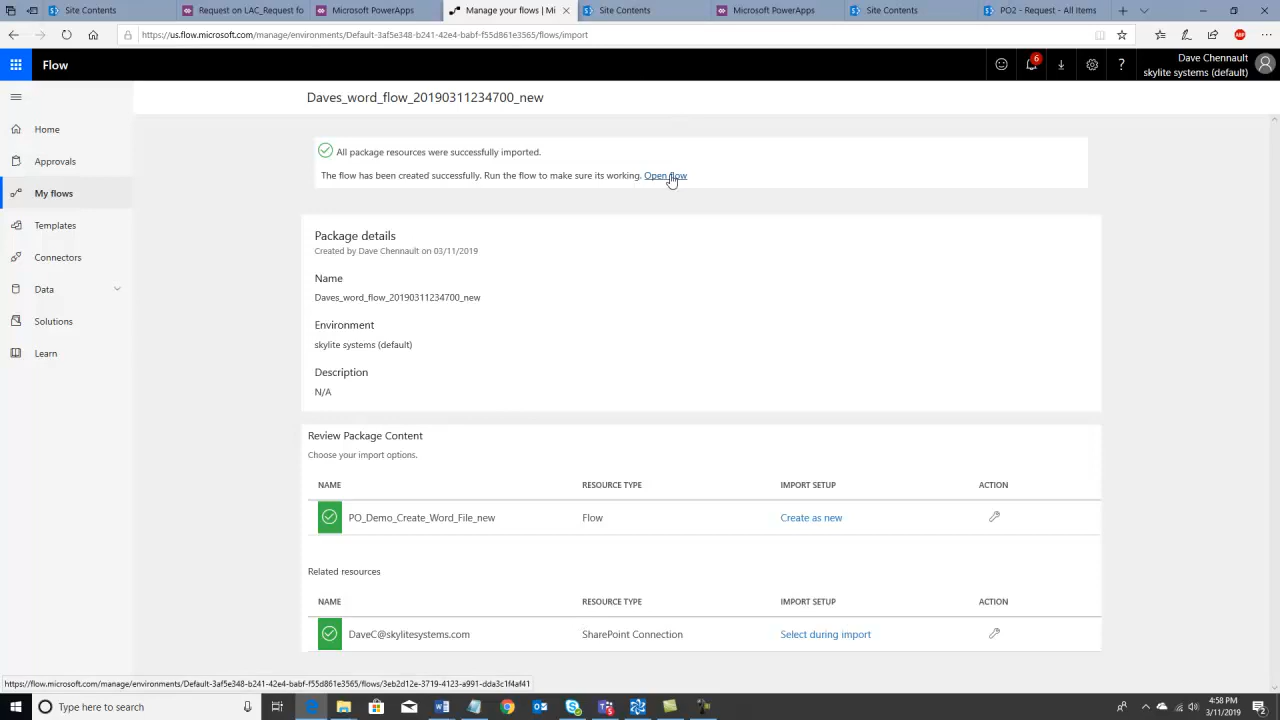 Site Contents
Request on LAC_Request fo
Microsoft PowerApps
Manage your flows | Mi
Site Contents
Microsoft PowerApps
Site Contents
PO2 - Request - All Items
https://us.flow.microsoft.com/manage/environments/Default-3af5e348-b241-42e4-babf-f55d861e3565/flows/import
ABP
Flow
6
?
Dave Chennault
skylite systems (default)
Daves_word_flow_20190311234700_new
Home
Approvals
My flows
Templates
Connectors
Data
Solutions
Learn
All package resources were successfully imported.
The flow has been created successfully. Run the flow to make sure its working. Open flow
Package details
Created by Dave Chennault on 03/11/2019
Name
Daves_word_flow_20190311234700_new
Environment
skylite systems (default)
Description
N/A
Review Package Content
Choose your import options.
NAME RESOURCE TYPE IMPORT SETUP ACTION
PO_Demo_Create_Word_File_new Flow Create as new
Related resources
NAME RESOURCE TYPE IMPORT SETUP ACTION
DaveC@skylitesystems.com SharePoint Connection Select during import
https://flow.microsoft.com/manage/environments/Default-3af5e348-b241-42e4-babf-f55d861e3565/flows/3eb2d12e-3719-4123-a991-dda3c1f4af41
Type here to search
4:58 PM
3/11/2019
2